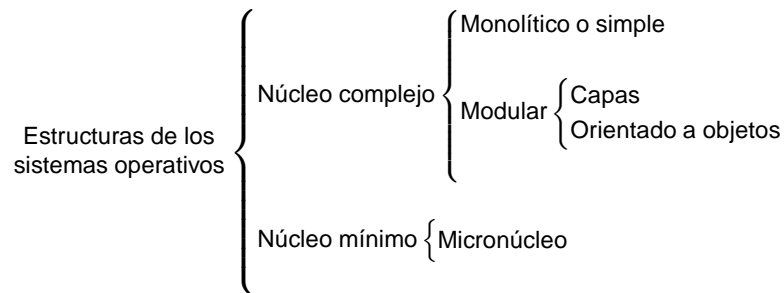 Monolítico o simple
Núcleo complejo
Modular
Capas
Orientado a objetos
Estructuras de los
sistemas operativos
Núcleo mínimo
Micronúcleo